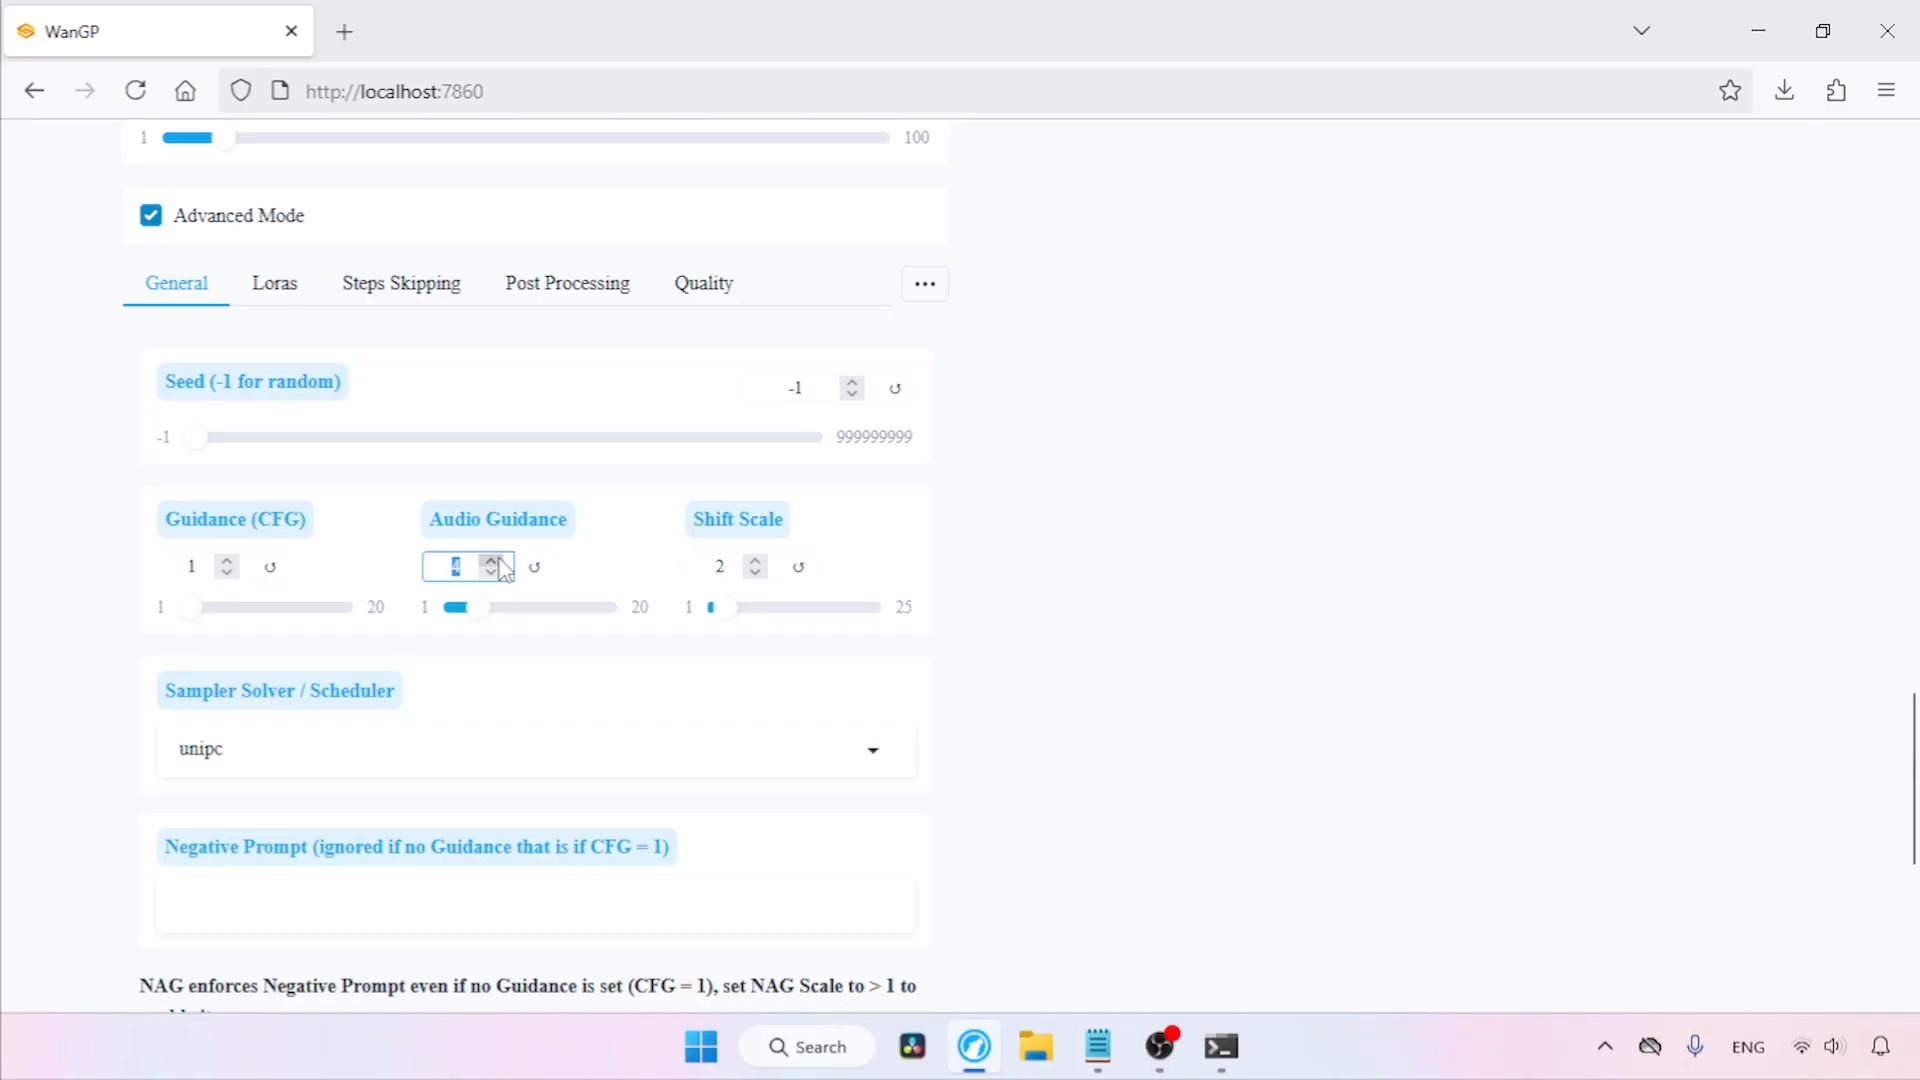 WanGP
http://localhost:7860
1 100
Advanced Mode
General Loras Steps Skipping Post Processing Quality
Seed (-1 for random) -1
-1 999999999
Guidance (CFG) Audio Guidance Shift Scale
1 4 2
1 20 1 20 1 25
Sampler Solver / Scheduler
unipc
Negative Prompt (ignored if no Guidance that is if CFG = 1)
NAG enforces Negative Prompt even if no Guidance is set (CFG = 1), set NAG Scale to > 1 to
Search ENG